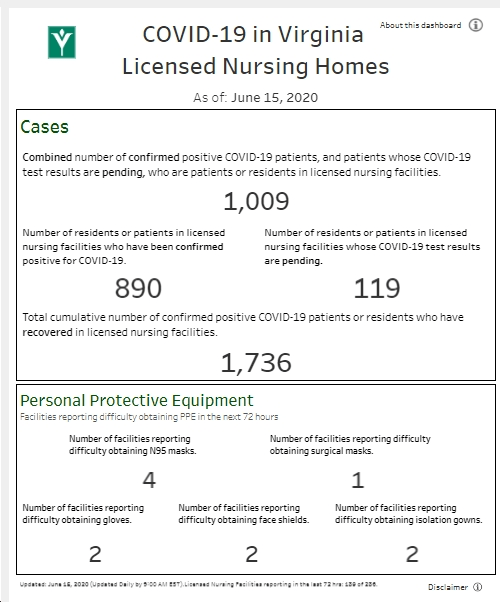 About this dashboard
COVID-19 in Virginia
Licensed Nursing Homes
As of: June 15, 2020
Cases
Combined number of confirmed positive COVID-19 patients, and patients whose COVID-19
test results are pending, who are patients or residents in licensed nursing facilities.
1,009
Number of residents or patients in licensed
nursing facilities who have been confirmed
positive for COVID-19.
890
Number of residents or patients in licensed
nursing facilities whose COVID-19 test results
are pending.
119
Total cumulative number of confirmed positive COVID-19 patients or residents who have
recovered in licensed nursing facilities.
1,736
Personal Protective Equipment
Facilities reporting difficulty obtaining PPE in the next 72 hours
Number of facilities reporting
difficulty obtaining N95 masks.
4
Number of facilities reporting difficulty
obtaining surgical masks.
1
Number of facilities reporting
difficulty obtaining gloves.
2
Number of facilities reporting
difficulty obtaining face shields.
2
Number of facilities reporting
difficulty obtaining isolation gowns.
2
Updated: June 15, 2020 (Updated Daily by 9:00 AM EST). Licensed Nursing Facilities reporting in the last 72 hrs: of
Disclaimer